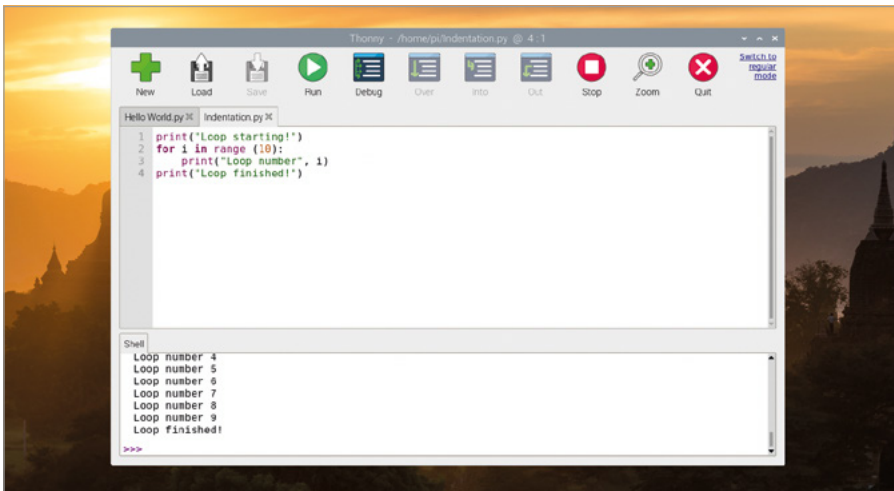 Thonny - /home/pi/Indentation.py @ 4:1
New Load Save Run Debug Over Into Out Stop Zoom Quit
Switch to
regular
mode
Hello World.py Indentation.py
1 print("Loop starting!")
2 for i in range (10):
3     print("Loop number", i)
4 print("Loop finished!")
Shell
Loop number 4
Loop number 5
Loop number 6
Loop number 7
Loop number 8
Loop number 9
Loop finished!
>>>